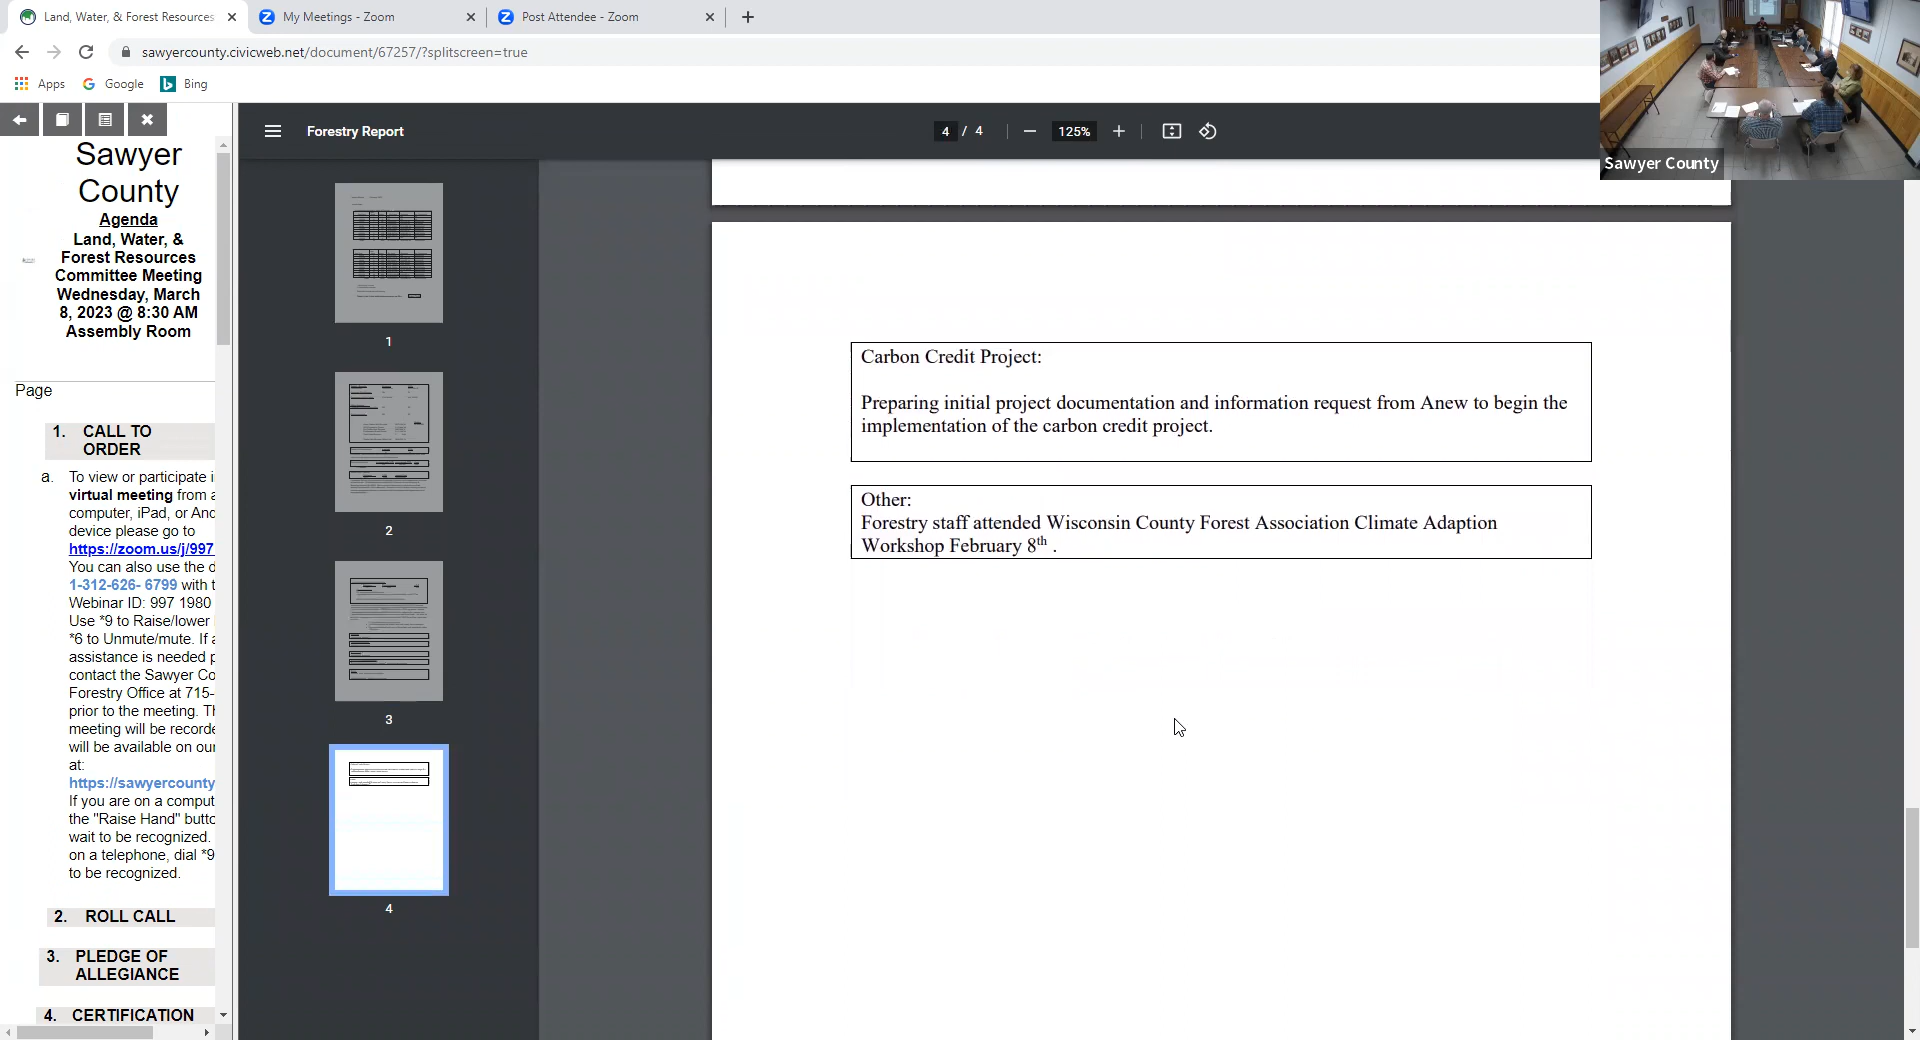 Land, Water, & Forest Resources
My Meetings - Zoom
Post Attendee - Zoom
sawyercounty.civicweb.net/document/67257/?splitscreen=true
Apps
Google
Bing
Sawyer
County
Agenda
Land, Water, &
Forest Resources
Committee Meeting
Wednesday, March
8, 2023 @ 8:30 AM
Assembly Room
Page
1. CALL TO
ORDER
a. To view or participate i
virtual meeting from a
computer, iPad, or And
device please go to
https://zoom.us/j/997
You can also use the d
1-312-626- 6799 with t
Webinar ID: 997 1980
Use *9 to Raise/lower
*6 to Unmute/mute. If a
assistance is needed p
contact the Sawyer Co
Forestry Office at 715-
prior to the meeting. Th
meeting will be recorde
will be available on our
at:
https://sawyercounty
If you are on a comput
the "Raise Hand" butto
wait to be recognized.
on a telephone, dial *9
to be recognized.
2. ROLL CALL
3. PLEDGE OF
ALLEGIANCE
4. CERTIFICATION
Forestry Report
4 / 4
125%
1
2
3
4
Carbon Credit Project:
Preparing initial project documentation and information request from Anew to begin the
implementation of the carbon credit project.
Other:
Forestry staff attended Wisconsin County Forest Association Climate Adaption
Workshop February 8th .
Sawyer County